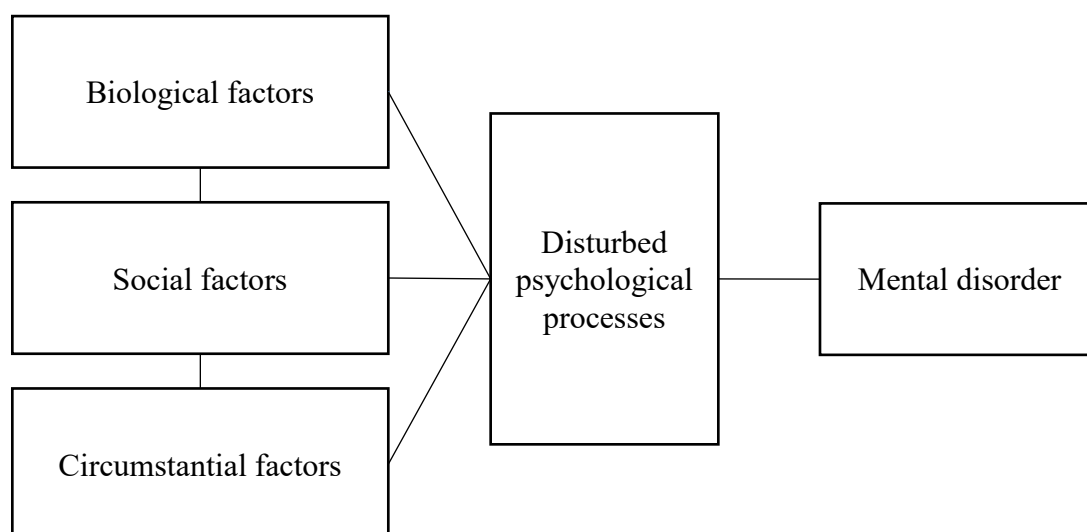 Biological factors
Social factors
Circumstantial factors
Disturbed
psychological
processes
Mental disorder